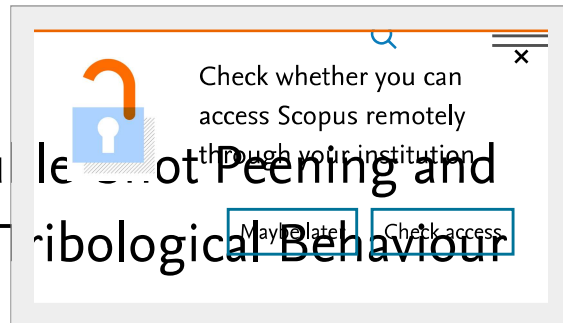 Check whether you can
access Scopus remotely
through your institution
Shot Peening and
Maybe later Check access
Tribological Behaviour